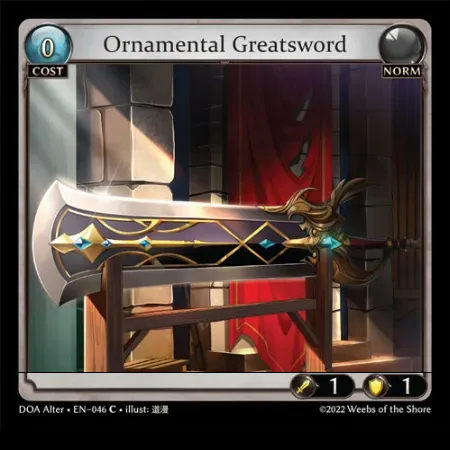 0
Ornamental Greatsword
COST
NORM
1
1
DOA Alter • EN-046 C • illust: 道漫
©2022 Weebs of the Shore